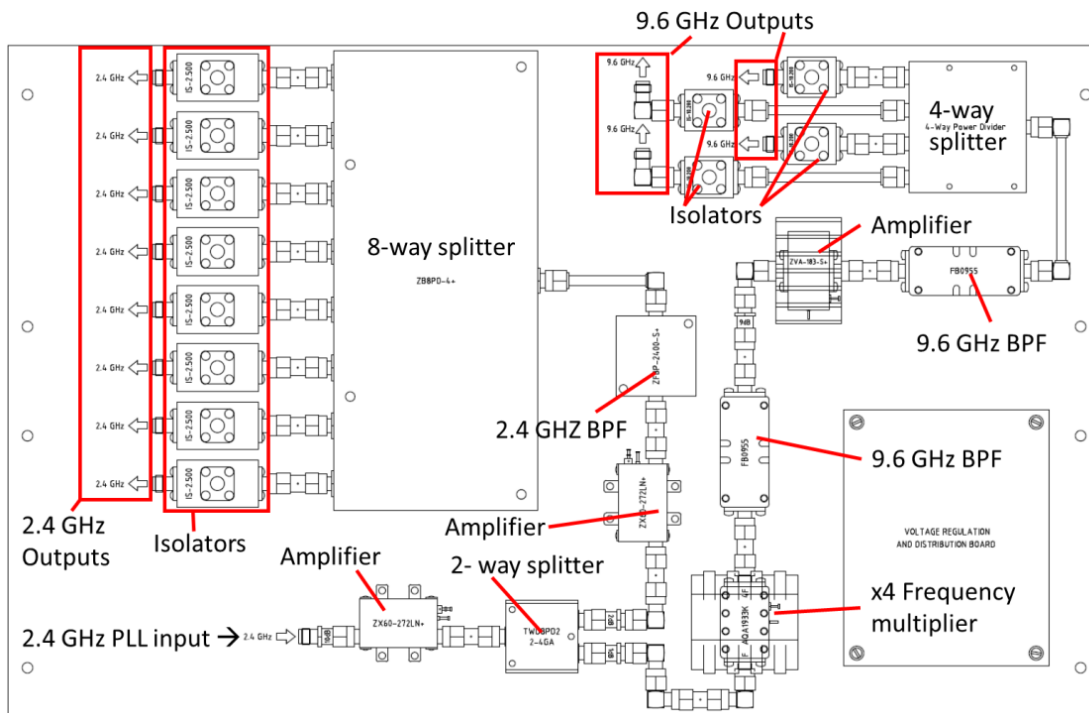 9.6 GHz Outputs
2.4 GHz
IS-2.500
2.4 GHz
IS-2.500
2.4 GHz
IS-2.500
2.4 GHz
IS-2.500
2.4 GHz
IS-2.500
2.4 GHz
IS-2.500
2.4 GHz
IS-2.500
2.4 GHz
IS-2.500
2.4 GHz
Outputs
Isolators
8-way splitter
ZB8PD-4+
9.6 GHz
9.6 GHz
9.6 GHz
9.6 GHz
Isolators
4-way
4-Way Power Divider
splitter
Amplifier
ZVA-183-S+
FB0955
9.6 GHz BPF
9dB
ZFBP-2400-S+
2.4 GHZ BPF
FB0955
9.6 GHz BPF
ZX60-272LN+
Amplifier
VOLTAGE REGULATION
AND DISTRIBUTION BOARD
4F
AQA1933K
F
x4 Frequency
multiplier
2- way splitter
TWO8PD2
2-4GA
Amplifier
ZX60-272LN+
2.4 GHz PLL input →
2.4 GHz
10dB